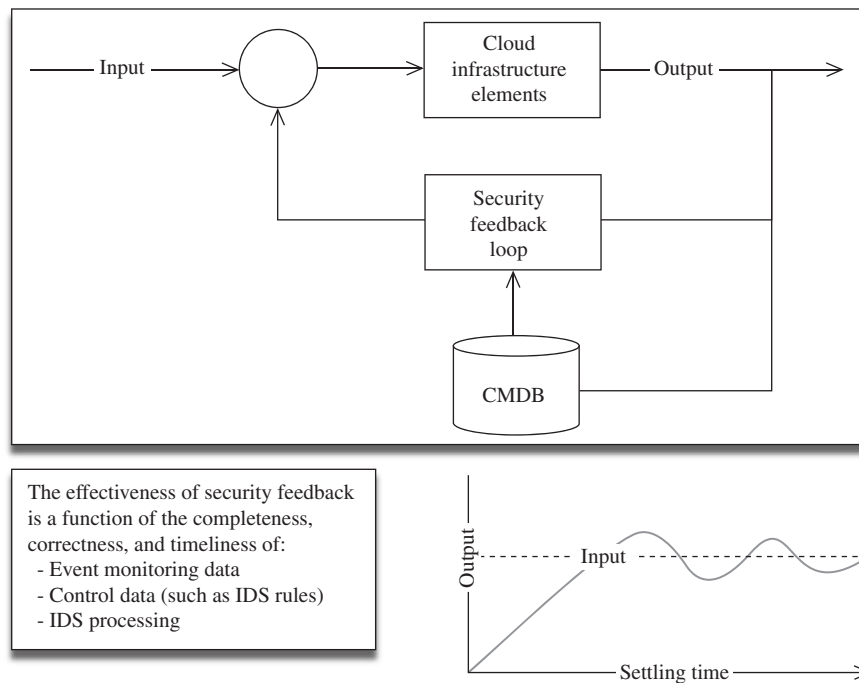 Input
Cloud
infrastructure
elements
Output
Security
feedback
loop
CMDB
The effectiveness of security feedback
is a function of the completeness,
correctness, and timeliness of:
- Event monitoring data
- Control data (such as IDS rules)
- IDS processing
Output
Input
Settling time